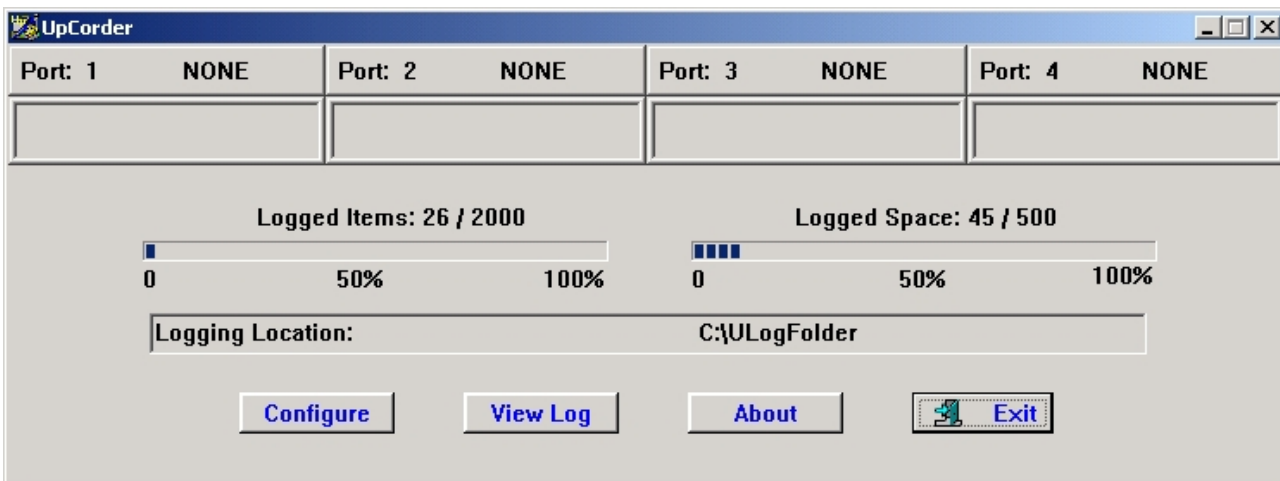 UpCorder
Port: 1 NONE Port: 2 NONE Port: 3 NONE Port: 4 NONE
Logged Items: 26 / 2000 Logged Space: 45 / 500
0 50% 100% 0 50% 100%
Logging Location: C:\ULogFolder
Configure View Log About Exit